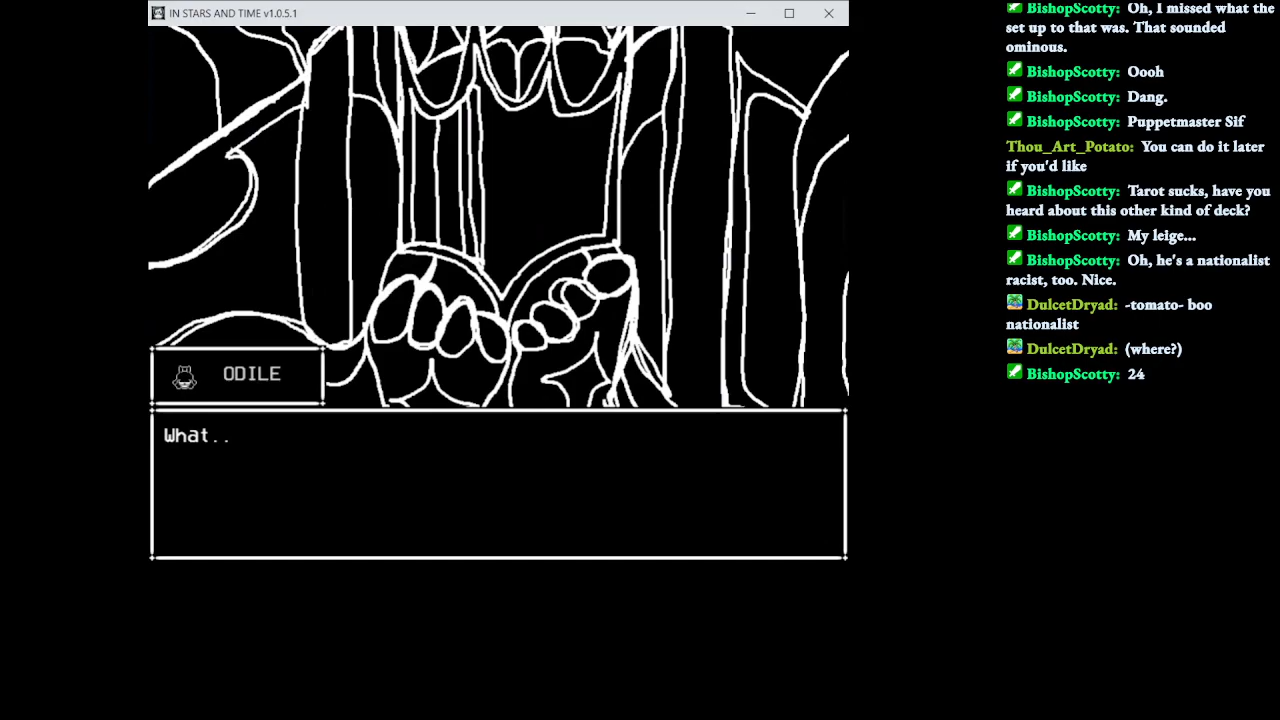 IN STARS AND TIME v1.0.5.1
ODILE
What..
BishopScotty: Oh, I missed what the
set up to that was. That sounded
ominous.
BishopScotty: Oooh
BishopScotty: Dang.
BishopScotty: Puppetmaster Sif
Thou_Art_Potato: You can do it later
if you'd like
BishopScotty: Tarot sucks, have you
heard about this other kind of deck?
BishopScotty: My leige...
BishopScotty: Oh, he's a nationalist
racist, too. Nice.
DulcetDryad: -tomato- boo
nationalist
DulcetDryad: (where?)
BishopScotty: 24